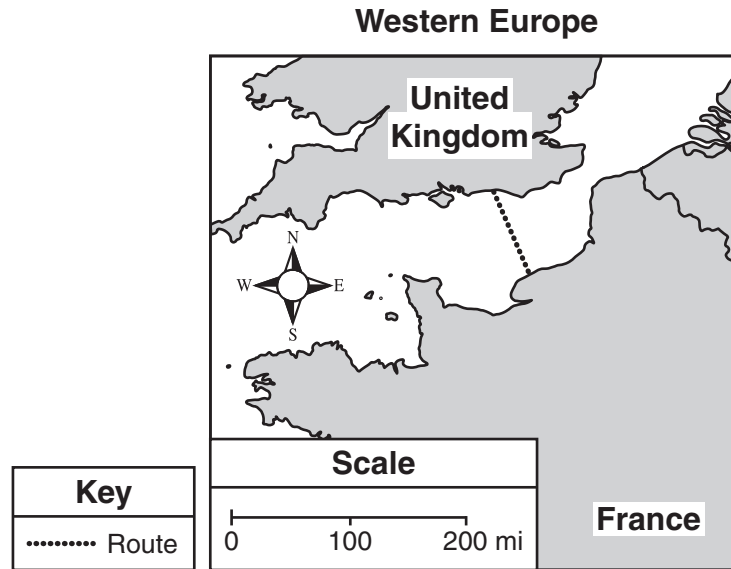 Western Europe
United
Kingdom
N
W E
S
Scale
0 100 200 mi
Key
Route
France